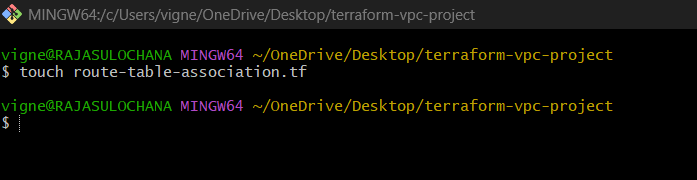 MINGW64:/c/Users/vigne/OneDrive/Desktop/terraform-vpc-project
vigne@RAJASULOCHANA MINGW64 ~/OneDrive/Desktop/terraform-vpc-project
$ touch route-table-association.tf
vigne@RAJASULOCHANA MINGW64 ~/OneDrive/Desktop/terraform-vpc-project
$